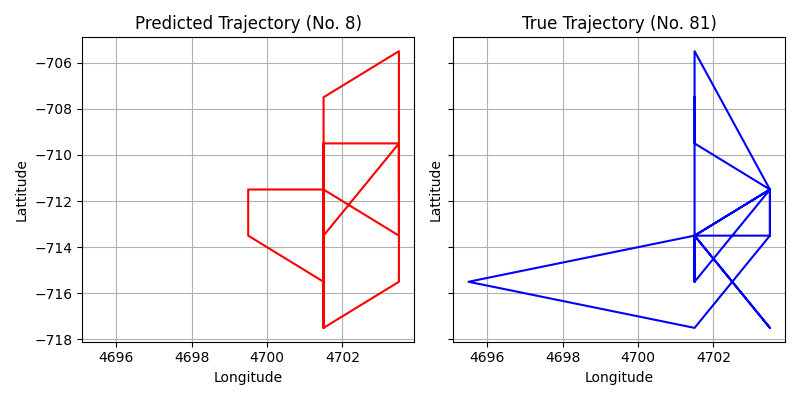 Predicted Trajectory (No. 8)
True Trajectory (No. 81)
Lattitude
−706
−708
−710
−712
−714
−716
−718
4696
4698
4700
4702
Longitude
Lattitude
4696
4698
4700
4702
Longitude